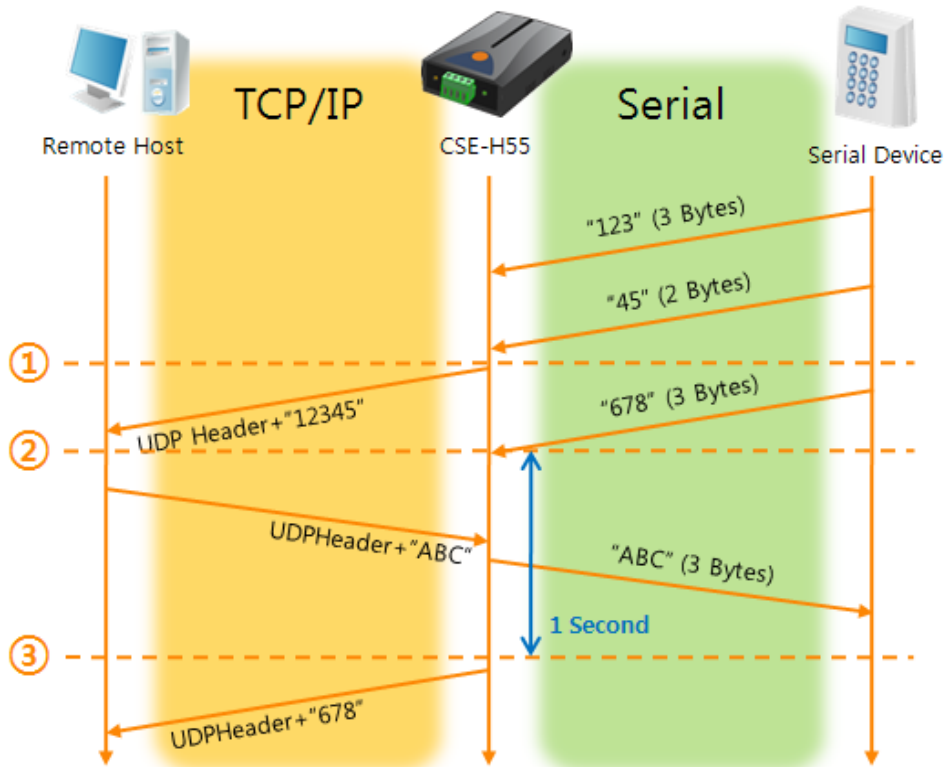 TCP/IP
Serial
Remote Host
CSE-H55
Serial Device
"123" (3 Bytes)
"45" (2 Bytes)
①
"678" (3 Bytes)
UDP Header+"12345"
②
UDPHeader+"ABC"
"ABC" (3 Bytes)
1 Second
③
UDPHeader+"678"